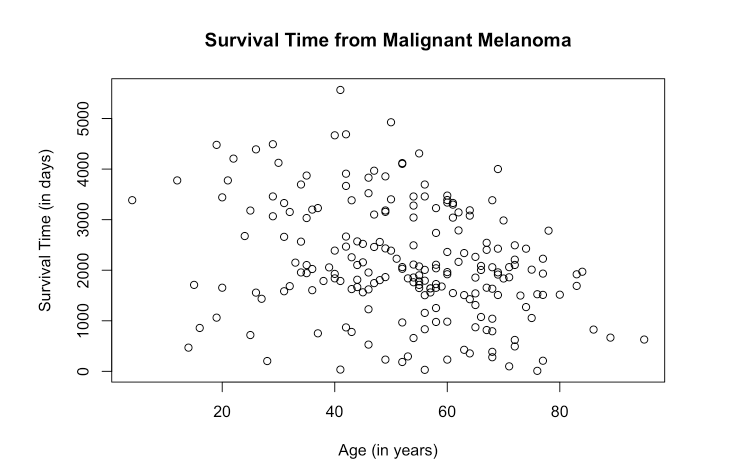 Survival Time from Malignant Melanoma
Survival Time (in days)
5000
4000
3000
2000
1000
0
20 40 60 80
Age (in years)